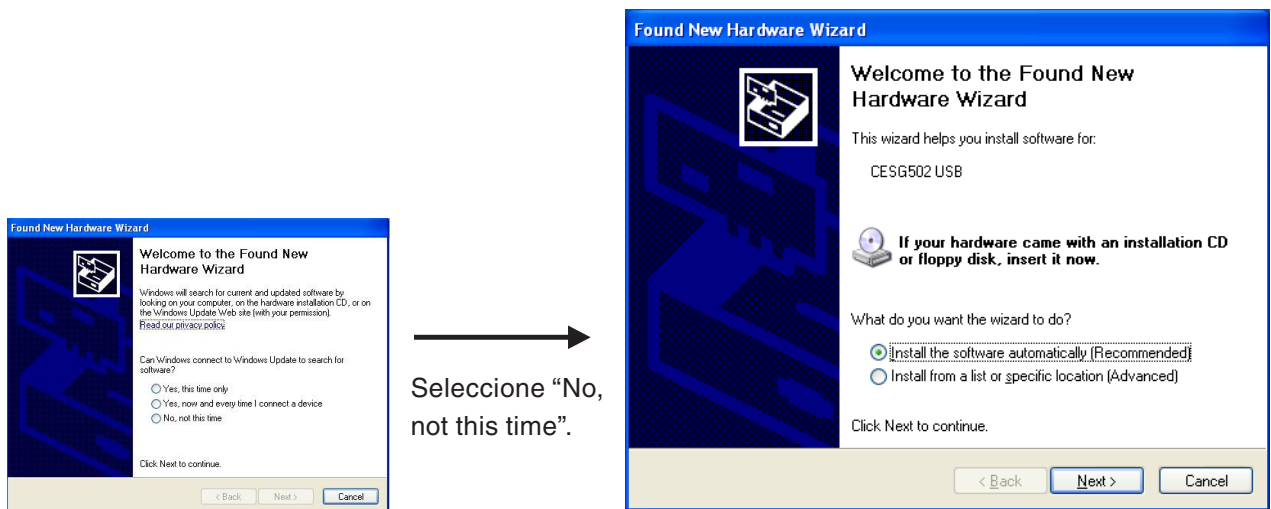 Found New Hardware Wizard
Welcome to the Found New
Hardware Wizard
Windows will search for current and updated software by
looking on your computer, on the hardware installation CD, or on
the Windows Update Web site (with your permission).
Read our privacy policy
Can Windows connect to Windows Update to search for
software?
Yes, this time only
Yes, now and every time I connect a device
No, not this time
Click Next to continue.
< Back
Next >
Cancel
Seleccione “No,
not this time”.
Found New Hardware Wizard
Welcome to the Found New
Hardware Wizard
This wizard helps you install software for:
CESG502 USB
If your hardware came with an installation CD
or floppy disk, insert it now.
What do you want the wizard to do?
Install the software automatically (Recommended)
Install from a list or specific location (Advanced)
Click Next to continue.
< Back
Next >
Cancel